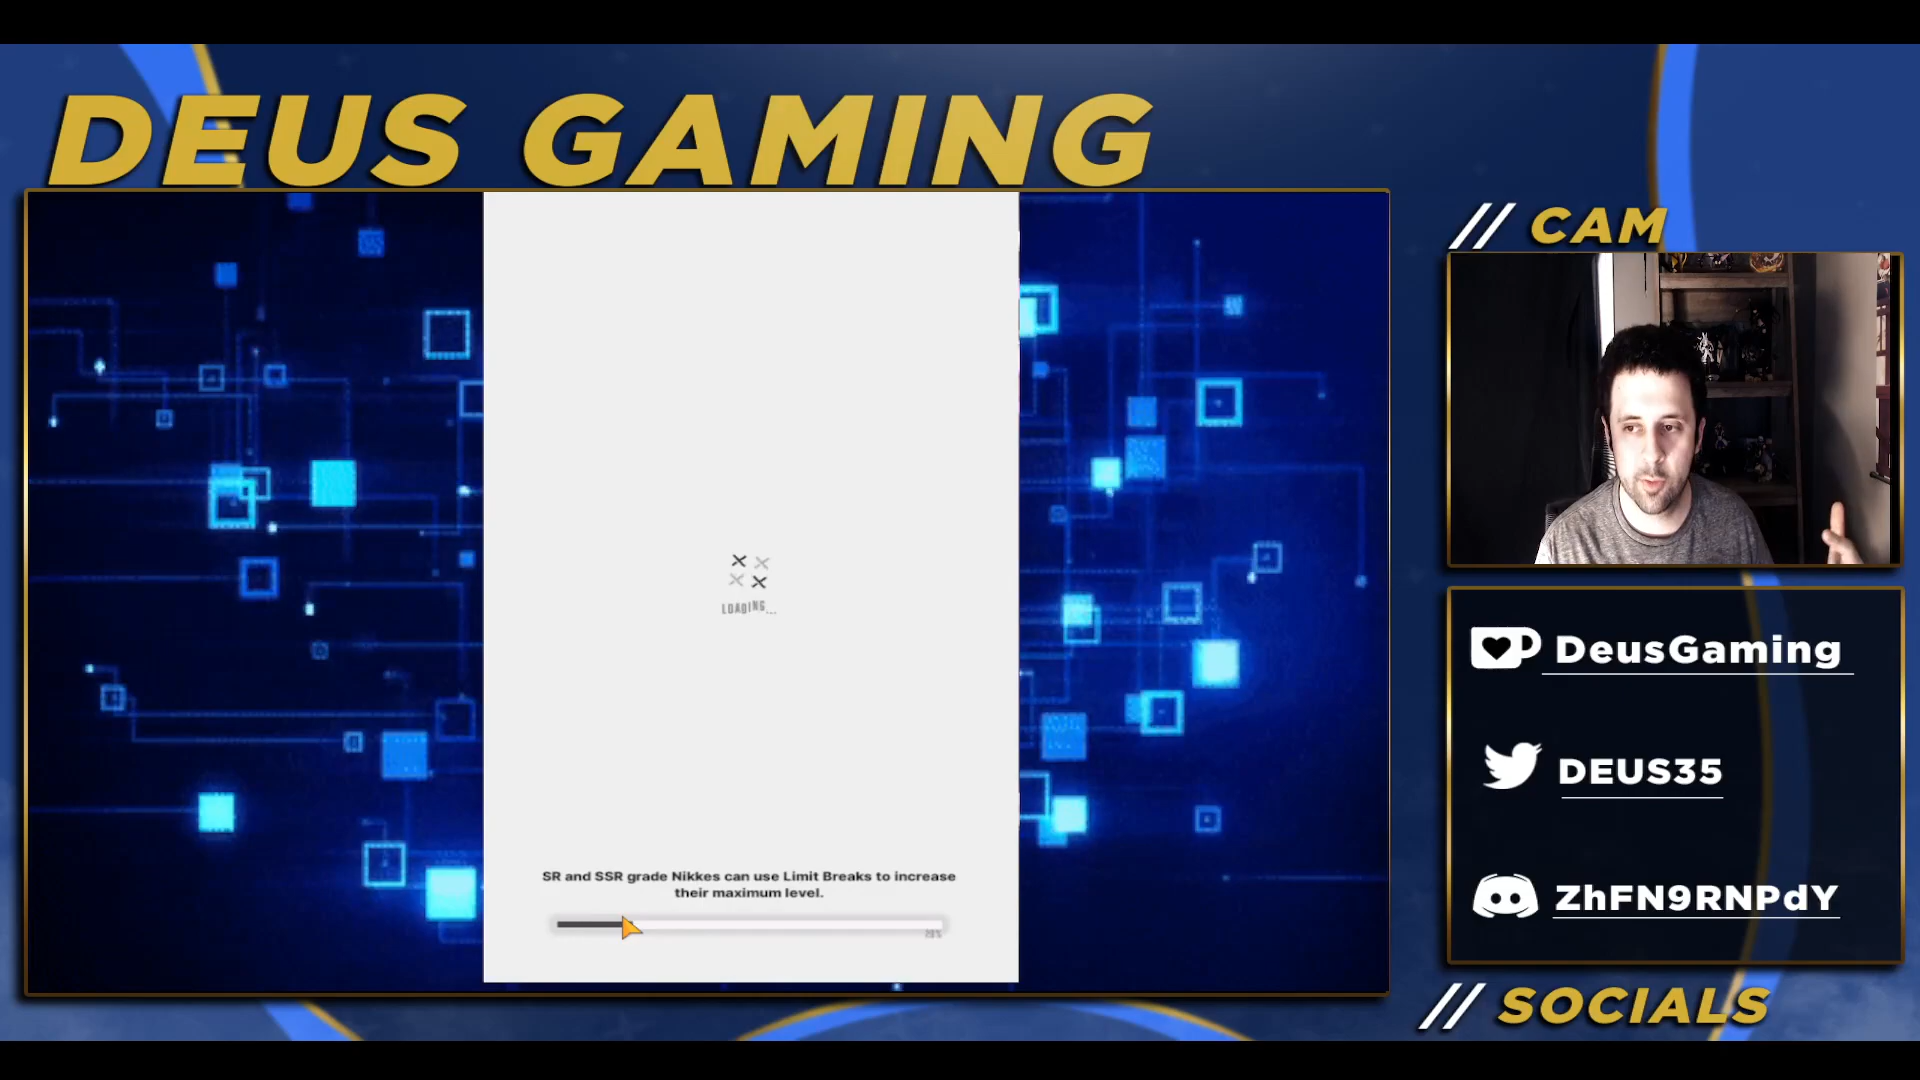 DEUS GAMING
// CAM
LOADING...
SR and SSR grade Nikkes can use Limit Breaks to increase
their maximum level.
DeusGaming
DEUS35
ZhFN9RNPdY
// SOCIALS